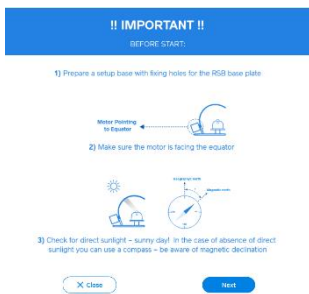 !! IMPORTANT !!
BEFORE START:
1) Prepare a setup base with fixing holes for the RSB base plate
Motor Pointing
to Equator
2) Make sure the motor is facing the equator
3) Check for direct sunlight – sunny day! In the case of absence of direct
sunlight you can use a compass – be aware of magnetic declination
X Close
Next